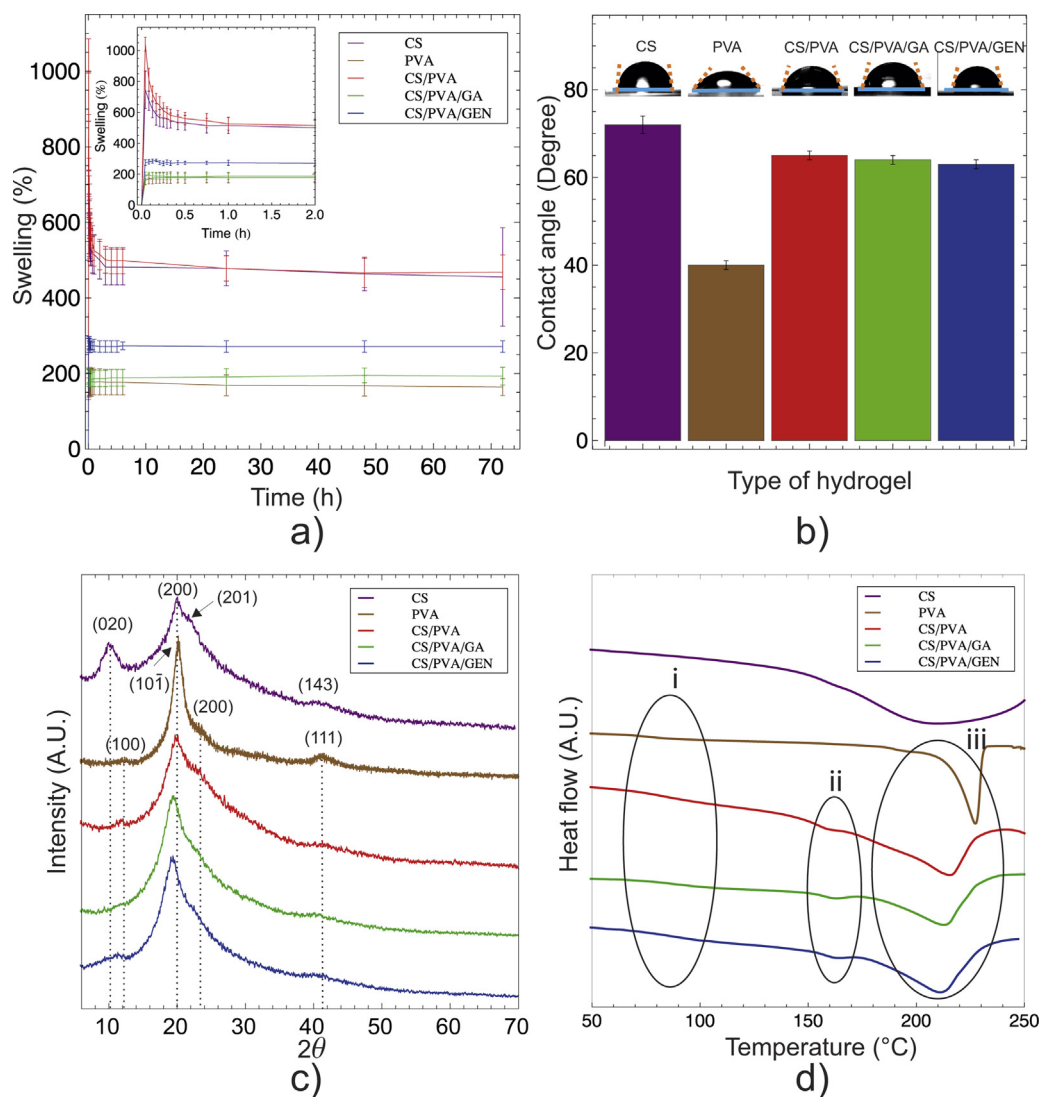 1000
800
600
400
200
0
Swelling (%)
0 10 20 30 40 50 60 70
Time (h)
CS
PVA
CS/PVA
CS/PVA/GA
CS/PVA/GEN
1000
800
600
400
200
0
Swelling (%)
0.0 0.5 1.0 1.5 2.0
Time (h)
a)
CS PVA CS/PVA CS/PVA/GA CS/PVA/GEN
80
60
40
20
0
Contact angle (Degree)
Type of hydrogel
b)
(200)
(201)
(020)
(101̄)
(200)
(143)
(100)
(111)
CS
PVA
CS/PVA
CS/PVA/GA
CS/PVA/GEN
Intensity (A.U.)
10 20 30 40 50 60 70
2θ
c)
CS
PVA
CS/PVA
CS/PVA/GA
CS/PVA/GEN
i
ii
iii
Heat flow (A.U.)
50 100 150 200 250
Temperature (°C)
d)